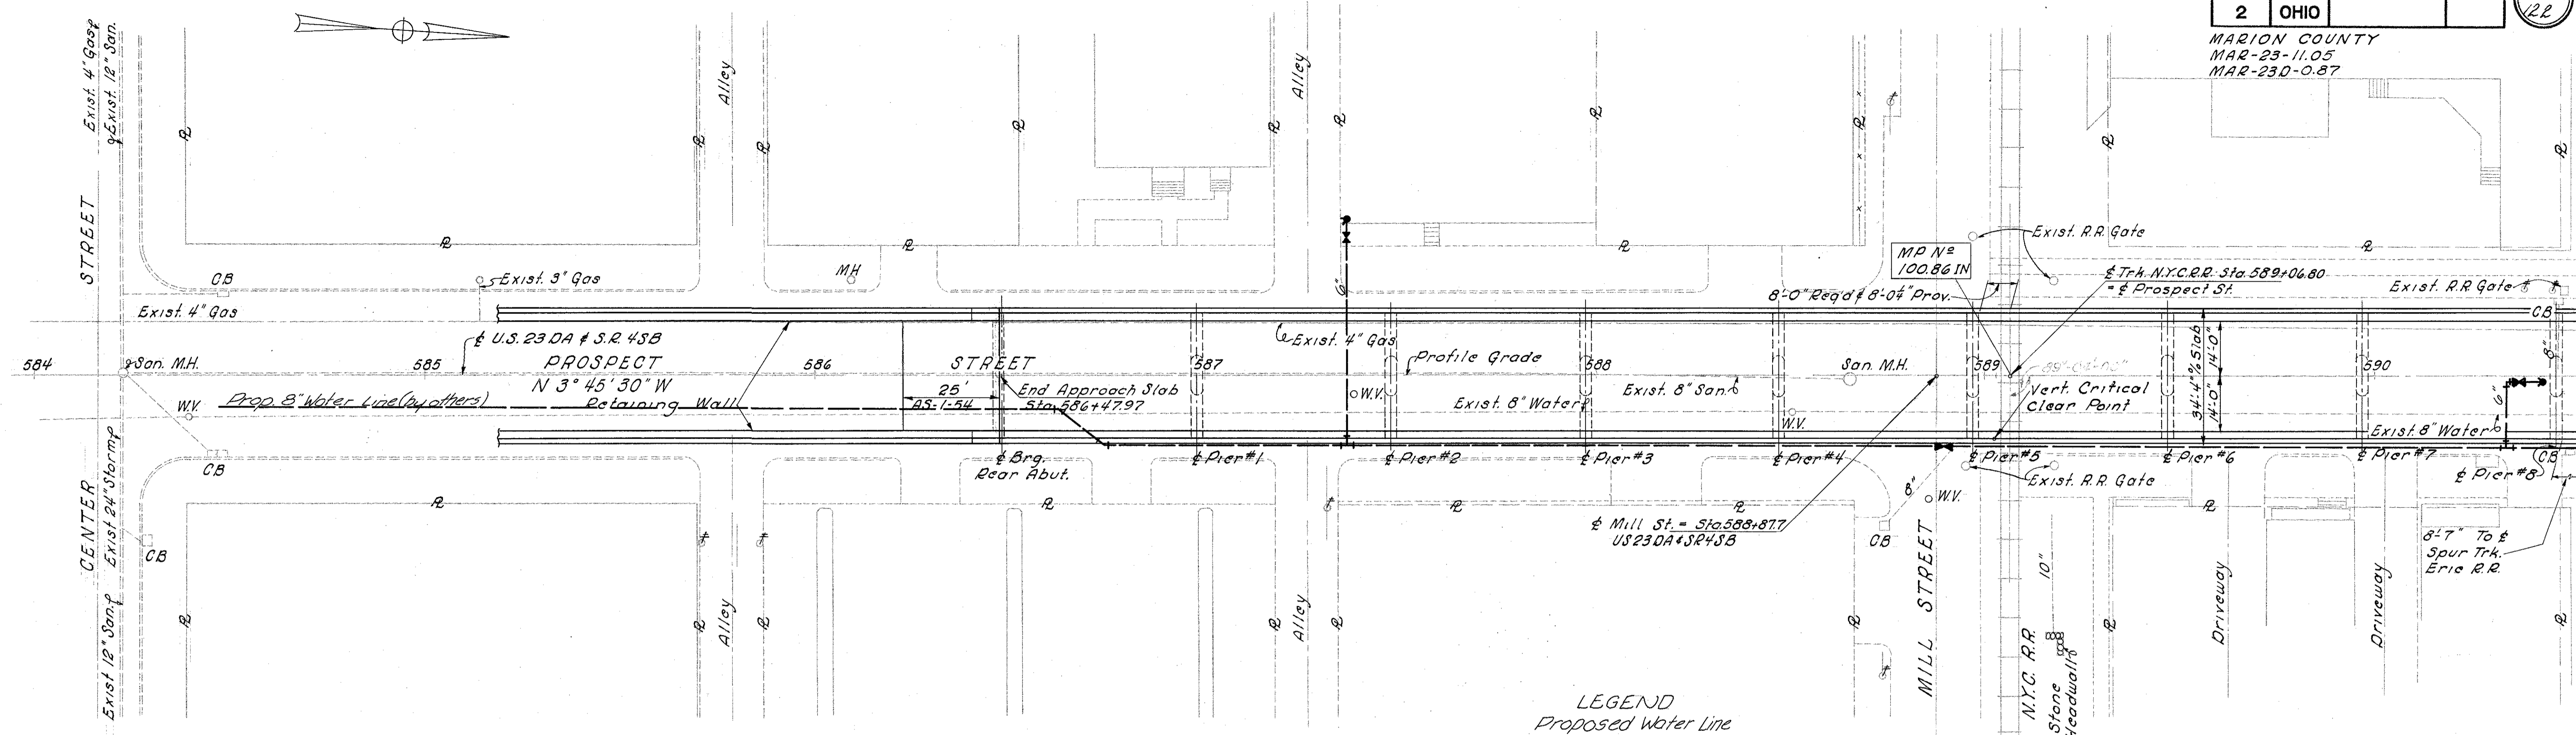 2 OHIO
122
MARION COUNTY
MAR-23-11.05
MAR-23D-0.87
Exist. 4" Gas
Exist. 12" San.
STREET
CENTER
Exist 24" Storm
Exist 12" San.
Alley
Alley
Alley
Alley
CB
Exist. 3" Gas
MH
Exist. 4" Gas
San. M.H.
W.V.
CB
CB
584
585
586
587
588
589
590
℄ U.S. 23 DA & S.R. 4SB
PROSPECT
STREET
N 3° 45' 30" W
Retaining Wall
Prop. 8" Water Line (by others)
25'
AS-1-54
End Approach Slab
Sta. 586+47.97
℄ Brg.
Rear Abut.
℄ Pier #1
℄ Pier #2
℄ Pier #3
℄ Pier #4
℄ Pier #5
℄ Pier #6
℄ Pier #7
℄ Pier #8
6"
Exist. 4" Gas
Profile Grade
W.V.
Exist. 8" Water
Exist. 8" San.
San. M.H.
W.V.
MP Nº
100.86 IN
8'-0" Req'd & 8'-0¼" Prov.
Exist. R.R. Gate
℄ Trk. N.Y.C.R.R. Sta. 589+06.80
= ℄ Prospect St.
Vert. Critical
Clear Point
34'-4" % Slab
14'-0"
14'-0"
Exist. R.R Gate
CB
8"
6"
Exist. 8" Water
CB
Exist. R.R. Gate
8"
W.V.
℄ Mill St. = Sta. 588+87.7
US 23 DA & SR 4SB
CB
MILL STREET
N.Y.C. R.R.
10"
Stone
Headwall
Driveway
Driveway
8'-7" To ℄
Spur Trk.
Erie R.R.
LEGEND
Proposed Water Line